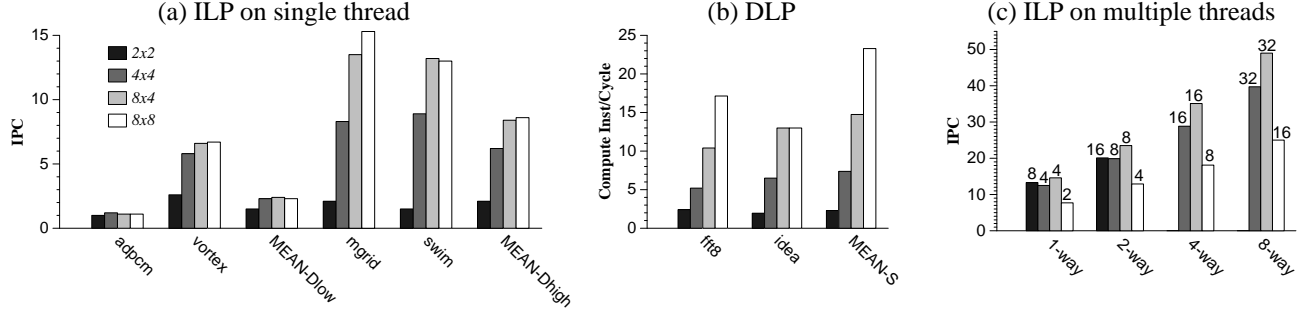 (a) ILP on single thread
15
10
5
0
IPC
2x2
4x4
8x4
8x8
adpcm
vortex
MEAN-Dlow
mgrid
swim
MEAN-Dhigh
(b) DLP
25
20
15
10
5
0
Compute Inst/Cycle
fft8
idea
MEAN-S
(c) ILP on multiple threads
50
40
30
20
10
0
IPC
8
4
4
2
16
8
8
4
16
16
8
32
32
16
1-way
2-way
4-way
8-way